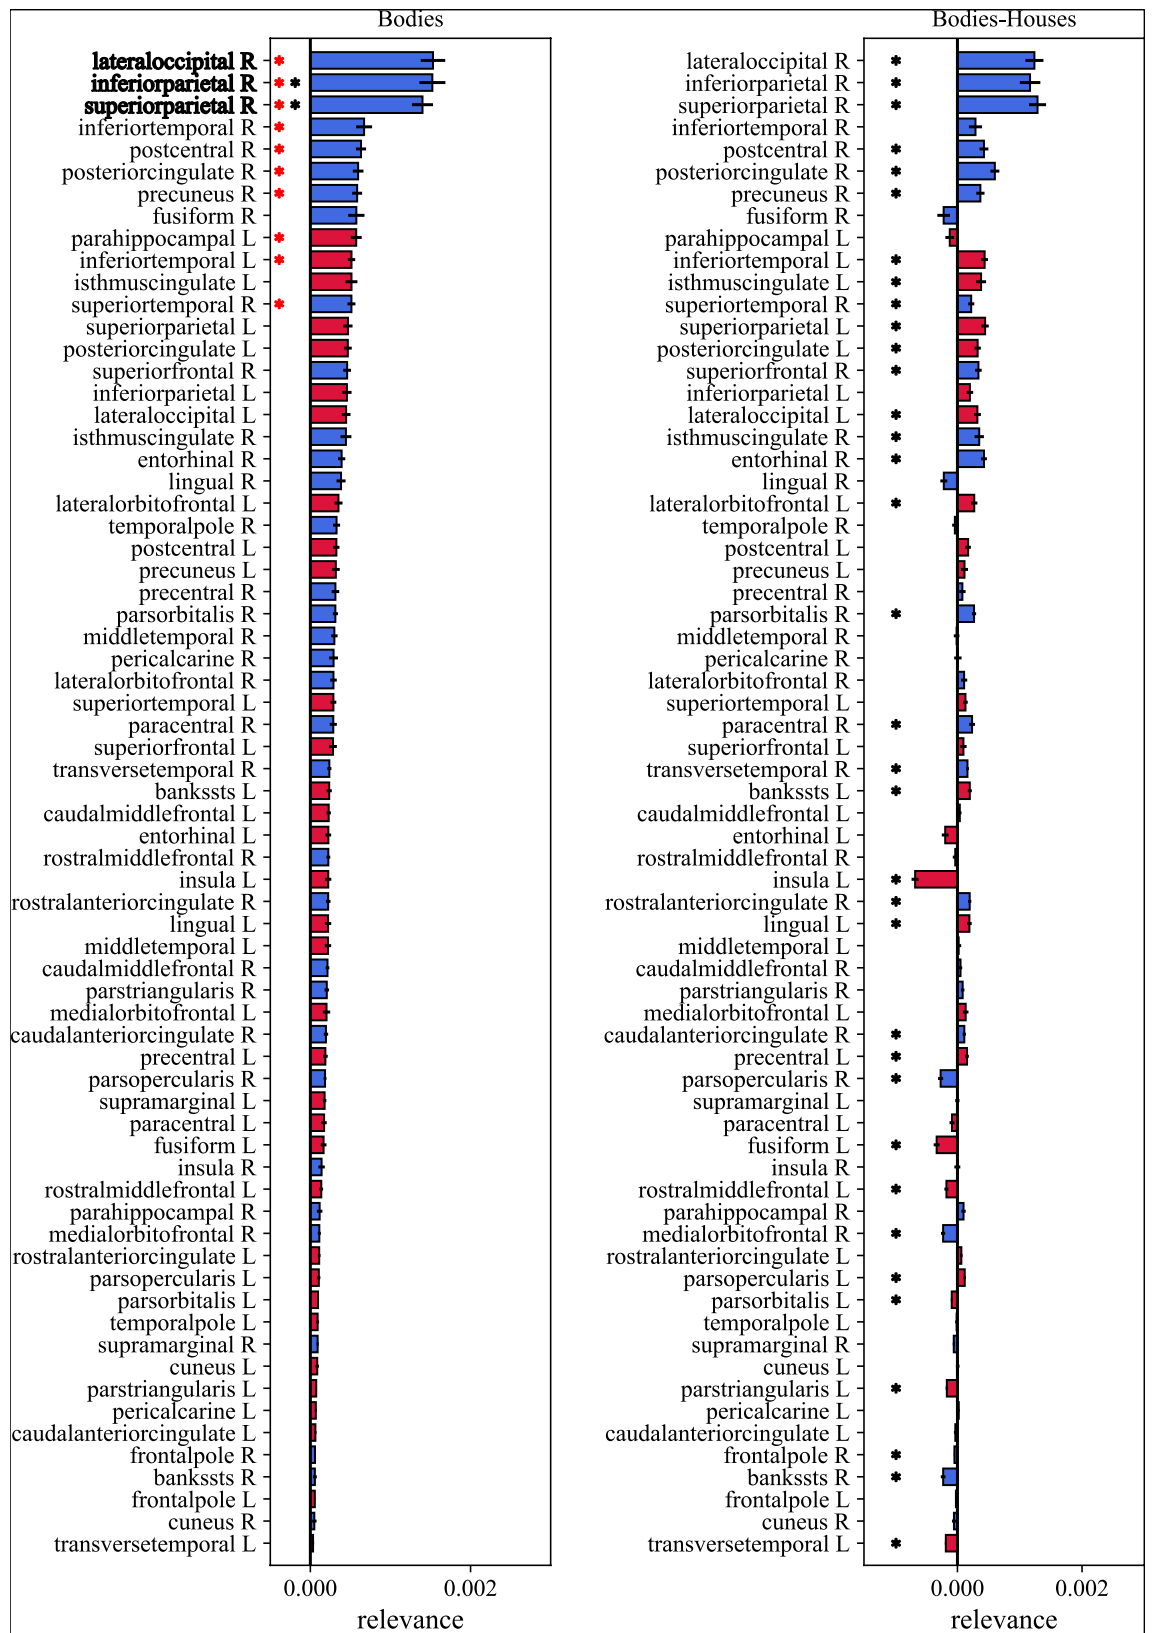 Bodies
lateraloccipital R
inferiorparietal R
superiorparietal R
inferiortemporal R
postcentral R
posteriorcingulate R
precuneus R
fusiform R
parahippocampal L
inferiortemporal L
isthmuscingulate L
superiortemporal R
superiorparietal L
posteriorcingulate L
superiorfrontal R
inferiorparietal L
lateraloccipital L
isthmuscingulate R
entorhinal R
lingual R
lateralorbitofrontal L
temporalpole R
postcentral L
precuneus L
precentral R
parsorbitalis R
middletemporal R
pericalcarine R
lateralorbitofrontal R
superiortemporal L
paracentral R
superiorfrontal L
transversetemporal R
bankssts L
caudalmiddlefrontal L
entorhinal L
rostralmiddlefrontal R
insula L
rostralanteriorcingulate R
lingual L
middletemporal L
caudalmiddlefrontal R
parstriangularis R
medialorbitofrontal L
caudalanteriorcingulate R
precentral L
parsopercularis R
supramarginal L
paracentral L
fusiform L
insula R
rostralmiddlefrontal L
parahippocampal R
medialorbitofrontal R
rostralanteriorcingulate L
parsopercularis L
parsorbitalis L
temporalpole L
supramarginal R
cuneus L
parstriangularis L
pericalcarine L
caudalanteriorcingulate L
frontalpole R
bankssts R
frontalpole L
cuneus R
transversetemporal L
0.000 0.002
relevance
Bodies-Houses
lateraloccipital R
inferiorparietal R
superiorparietal R
inferiortemporal R
postcentral R
posteriorcingulate R
precuneus R
fusiform R
parahippocampal L
inferiortemporal L
isthmuscingulate L
superiortemporal R
superiorparietal L
posteriorcingulate L
superiorfrontal R
inferiorparietal L
lateraloccipital L
isthmuscingulate R
entorhinal R
lingual R
lateralorbitofrontal L
temporalpole R
postcentral L
precuneus L
precentral R
parsorbitalis R
middletemporal R
pericalcarine R
lateralorbitofrontal R
superiortemporal L
paracentral R
superiorfrontal L
transversetemporal R
bankssts L
caudalmiddlefrontal L
entorhinal L
rostralmiddlefrontal R
insula L
rostralanteriorcingulate R
lingual L
middletemporal L
caudalmiddlefrontal R
parstriangularis R
medialorbitofrontal L
caudalanteriorcingulate R
precentral L
parsopercularis R
supramarginal L
paracentral L
fusiform L
insula R
rostralmiddlefrontal L
parahippocampal R
medialorbitofrontal R
rostralanteriorcingulate L
parsopercularis L
parsorbitalis L
temporalpole L
supramarginal R
cuneus L
parstriangularis L
pericalcarine L
caudalanteriorcingulate L
frontalpole R
bankssts R
frontalpole L
cuneus R
transversetemporal L
0.000 0.002
relevance